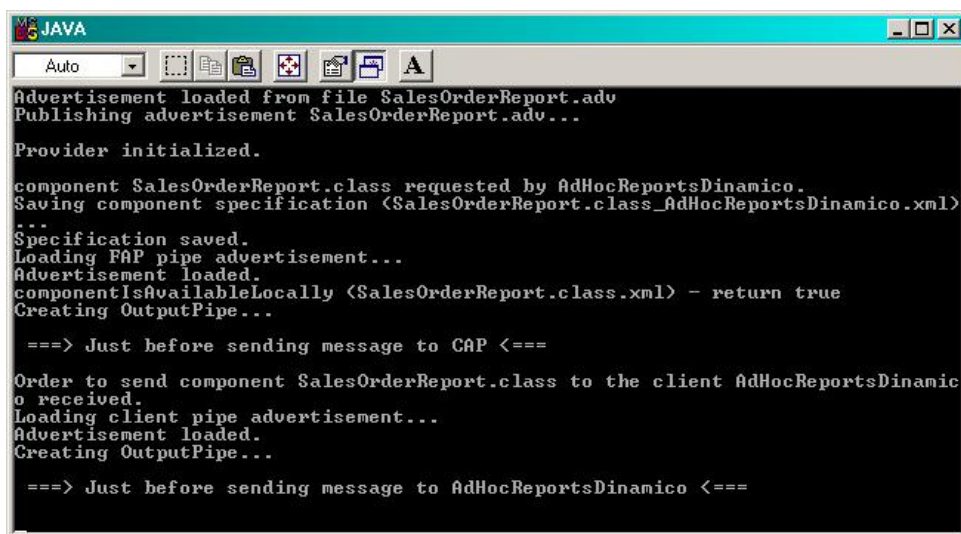 JAVA
Auto A
Advertisement loaded from file SalesOrderReport.adv
Publishing advertisement SalesOrderReport.adv...
Provider initialized.
component SalesOrderReport.class requested by AdHocReportsDinamico.
Saving component specification (SalesOrderReport.class_AdHocReportsDinamico.xml)
...
Specification saved.
Loading FAP pipe advertisement...
Advertisement loaded.
componentIsAvailableLocally (SalesOrderReport.class.xml) - return true
Creating OutputPipe...
===> Just before sending message to CAP <===
Order to send component SalesOrderReport.class to the client AdHocReportsDinamic
o received.
Loading client pipe advertisement...
Advertisement loaded.
Creating OutputPipe...
===> Just before sending message to AdHocReportsDinamico <===